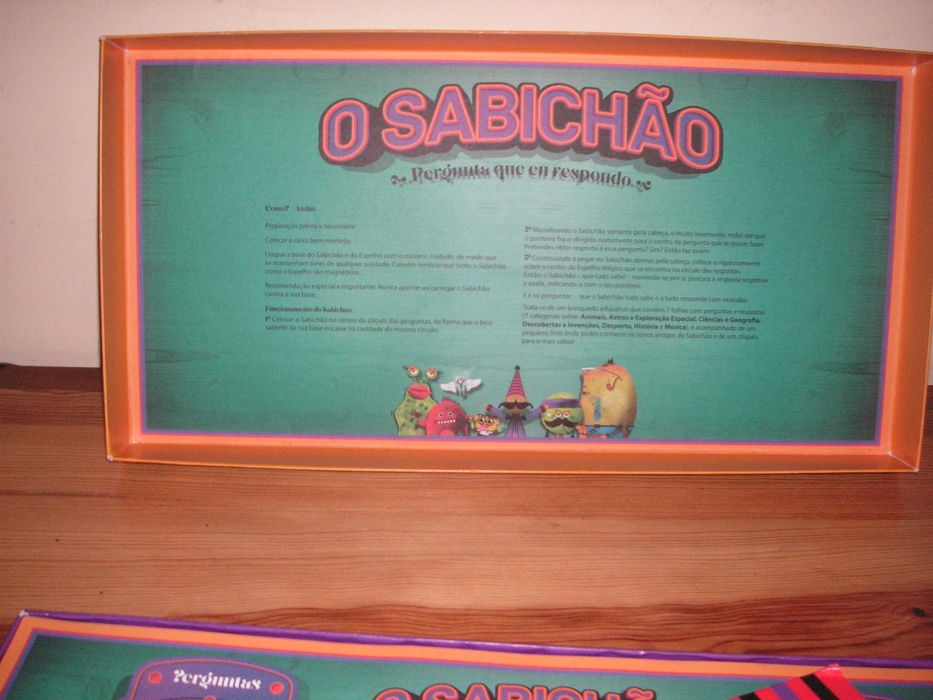 O SABICHÃO
Pergunta que eu respondo
Como? Assim
Preparação prévia e necessária:
Colocar a caixa bem nivelada;
Limpar a base do Sabichão e do Espelho com o máximo cuidado, de modo que
se mantenham livres de qualquer sujidade. Convém lembrar que tanto o Sabichão
como o Espelho são magnéticos.
Recomendação especial e importante: Nunca apertar ou carregar o Sabichão
contra a sua base.
Funcionamento do Sabichão:
1º Colocar o Sabichão no centro do círculo das perguntas, de forma que o bico
saliente da sua base encaixe na cavidade do mesmo círculo;
2º Manobrando o Sabichão somente pela cabeça, e muito levemente, rodar até que
o ponteiro fique dirigido exatamente para o centro da pergunta que se quiser fazer.
Pretendes obter resposta a essa pergunta? Sim? Então faz assim:
3º Continuando a pegar no Sabichão apenas pela cabeça, coloca-o rigorosamente
sobre o centro do Espelho Mágico que se encontra no círculo das respostas.
Então, o Sabichão – que tudo sabe! – movendo-se por si, procura a resposta respetiva
e exata, indicando-a com o seu ponteiro.
E é só perguntar... que o Sabichão tudo sabe e a tudo responde com exatidão.
Trata-se de um brinquedo educativo que contém 7 folhas com perguntas e respostas
(7 categorias sobre: Animais, Astros e Exploração Espacial, Ciências e Geografia,
Descobertas e Invenções, Desporto, História e Música), é acompanhado de um
pequeno livro onde podes conhecer os novos amigos do Sabichão e de um chapéu
para o mais sábio!
Perguntas
O SABICHÃO